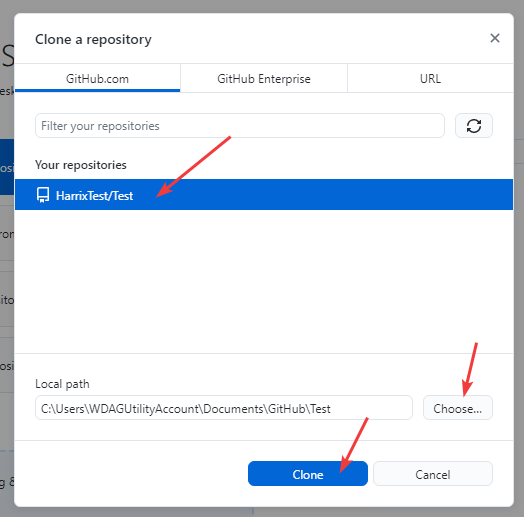 Clone a repository
GitHub.com
GitHub Enterprise
URL
Filter your repositories
Your repositories
HarrixTest/Test
Local path
C:\Users\WDAGUtilityAccount\Documents\GitHub\Test
Choose...
Clone
Cancel